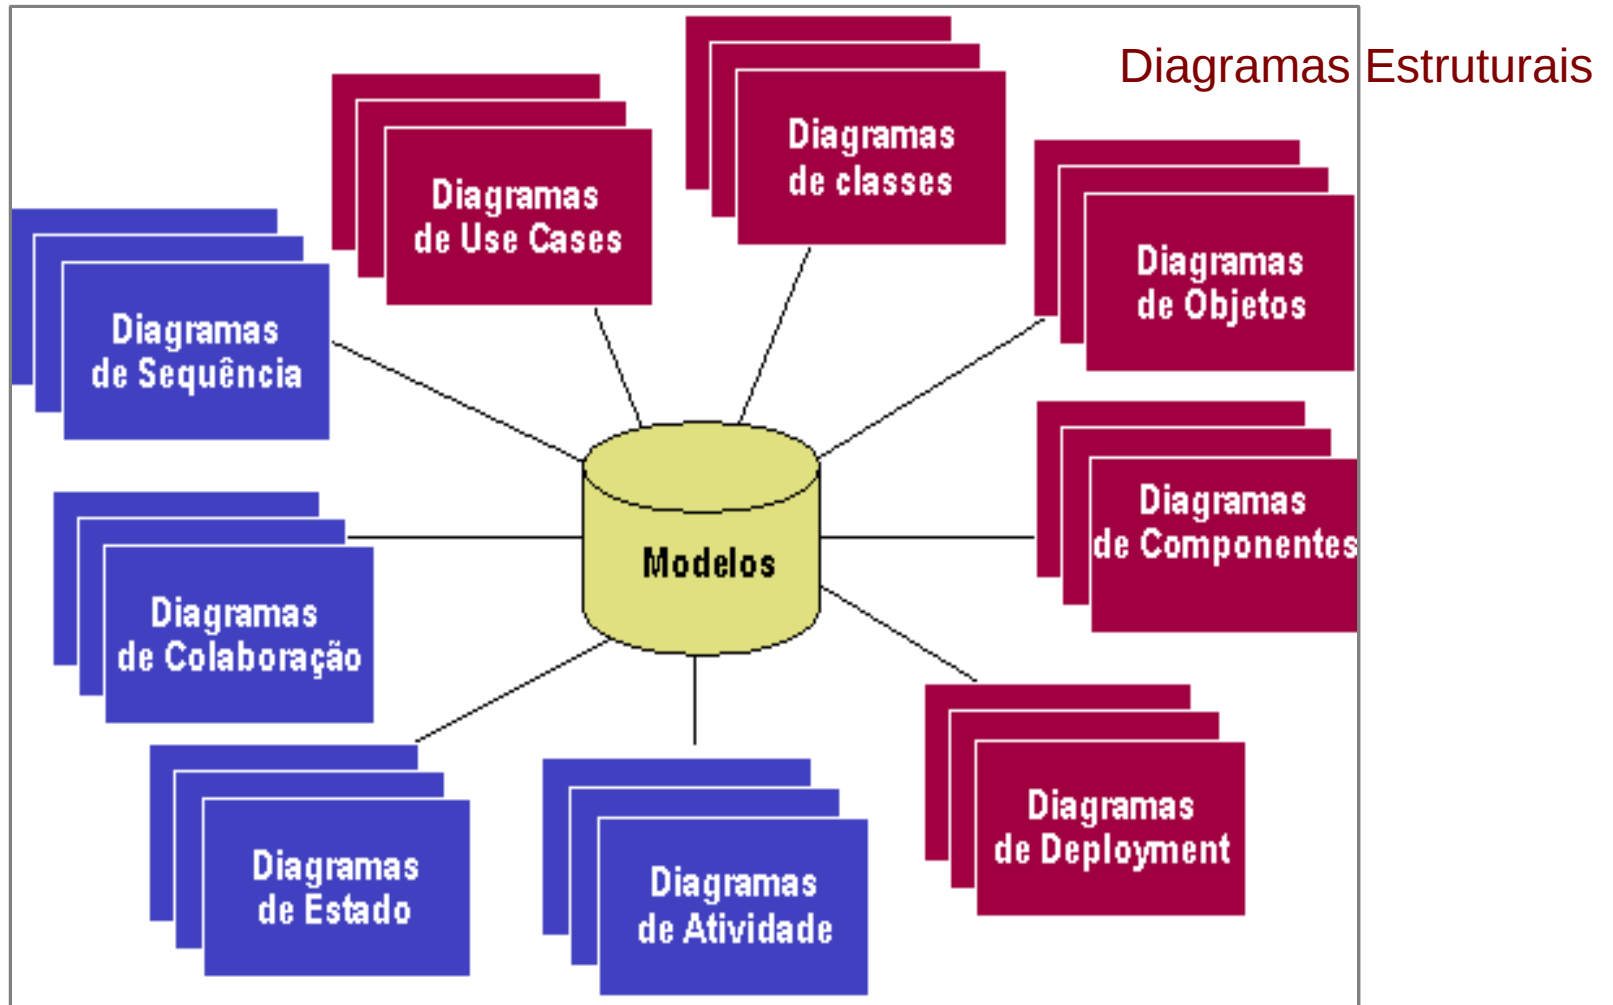 Diagramas Estruturais
Diagramas
de classes
Diagramas
de Use Cases
Diagramas
de Objetos
Diagramas
de Sequência
Diagramas
de Componentes
Modelos
Diagramas
de Colaboração
Diagramas
de Deployment
Diagramas
de Estado
Diagramas
de Atividade